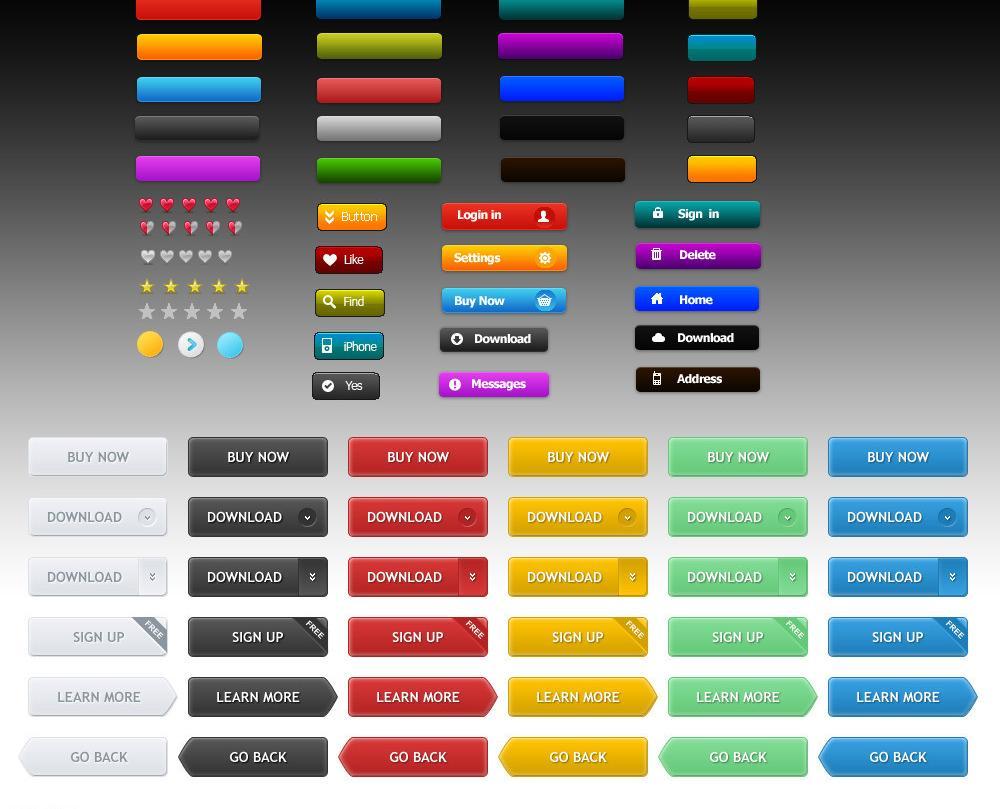 Button
Login in
Sign in
Like
Settings
Delete
Find
Buy Now
Home
iPhone
Download
Download
Yes
Messages
Address
BUY NOW BUY NOW BUY NOW BUY NOW BUY NOW BUY NOW
DOWNLOAD DOWNLOAD DOWNLOAD DOWNLOAD DOWNLOAD DOWNLOAD
DOWNLOAD DOWNLOAD DOWNLOAD DOWNLOAD DOWNLOAD DOWNLOAD
SIGN UP FREE SIGN UP FREE SIGN UP FREE SIGN UP FREE SIGN UP FREE SIGN UP FREE
LEARN MORE LEARN MORE LEARN MORE LEARN MORE LEARN MORE LEARN MORE
GO BACK GO BACK GO BACK GO BACK GO BACK GO BACK